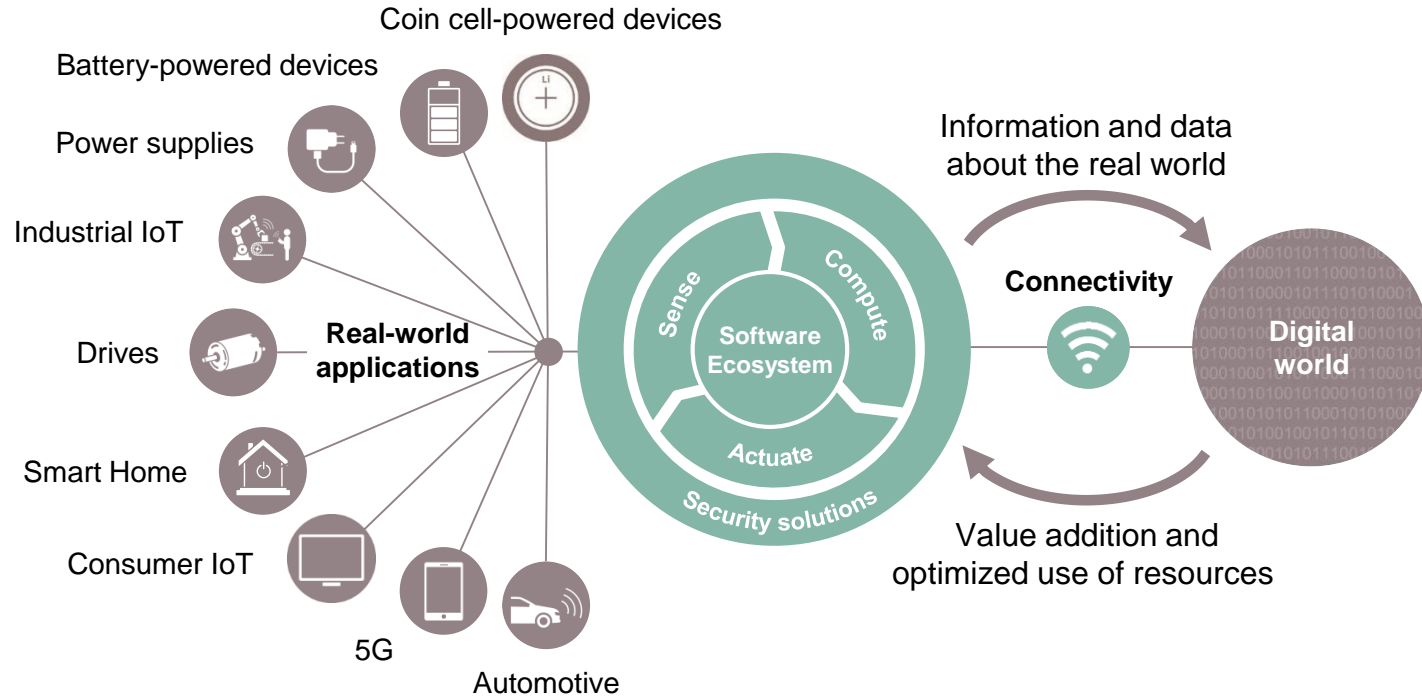 Coin cell-powered devices
Battery-powered devices
Li
Power supplies
Industrial IoT
Drives
Real-world
applications
Smart Home
Consumer IoT
5G
Automotive
Sense
Compute
Actuate
Software
Ecosystem
Security solutions
Information and data
about the real world
Connectivity
Digital
world
Value addition and
optimized use of resources